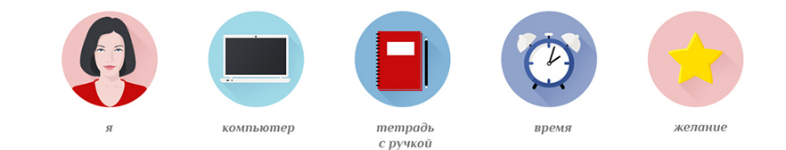 я
компьютер
тетрадь
с ручкой
время
желание